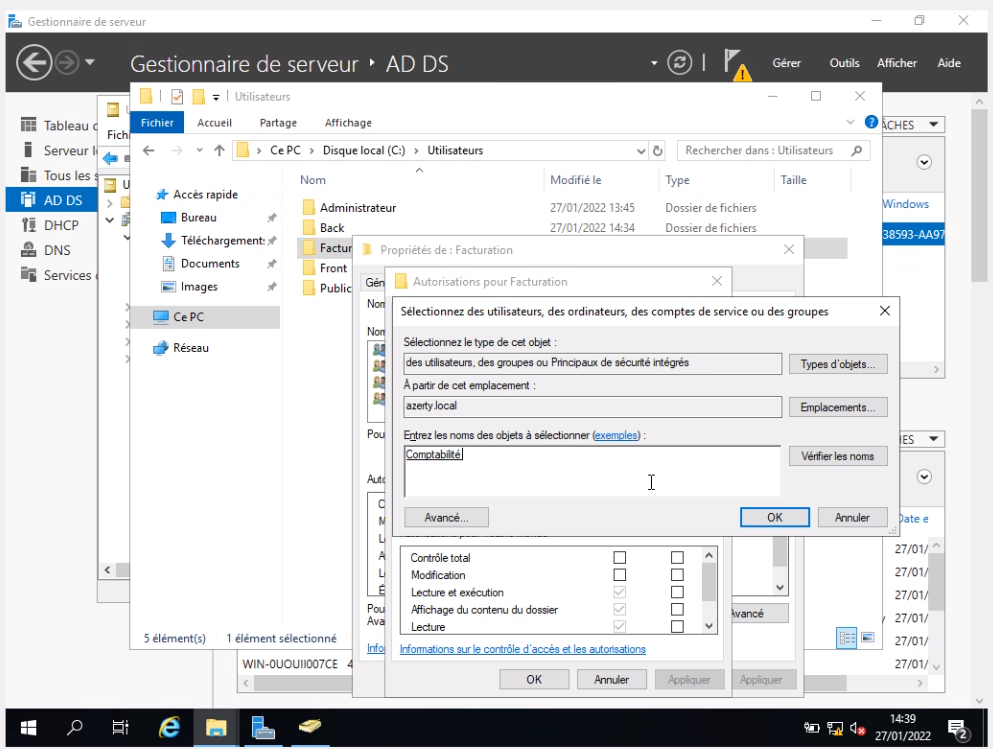 Gestionnaire de serveur
Gestionnaire de serveur ‣ AD DS
Gérer Outils Afficher Aide
Utilisateurs
Fichier Accueil Partage Affichage
Ce PC > Disque local (C:) > Utilisateurs
Rechercher dans : Utilisateurs
Tableau
Serveur
Tous les
AD DS
DHCP
DNS
Services
Accès rapide
Bureau
Documents
Images
Ce PC
Réseau
Nom Modifié le Type Taille
Administrateur 27/01/2022 13:45 Dossier de fichiers
Back 27/01/2022 14:34 Dossier de fichiers
Factur
Front
Public
Windows
38593-AA97
Propriétés de : Facturation
Autorisations pour Facturation
Sélectionnez des utilisateurs, des ordinateurs, des comptes de service ou des groupes
Sélectionnez le type de cet objet :
des utilisateurs, des groupes ou Principaux de sécurité intégrés
Types d'objets...
À partir de cet emplacement :
azerty.local
Emplacements...
Entrez les noms des objets à sélectionner (exemples) :
Comptabilité
Vérifier les noms
Avancé... OK Annuler
Contrôle total
Modification
Lecture et exécution
Affichage du contenu du dossier
Lecture
Informations sur le contrôle d'accès et les autorisations
OK Annuler Appliquer
Avancé
Appliquer
Date e
27/01/
27/01/
27/01/
27/01/
27/01/
27/01/
5 élément(s) 1 élément sélectionné
WIN-0UOUII007CE 4
14:39
27/01/2022
2